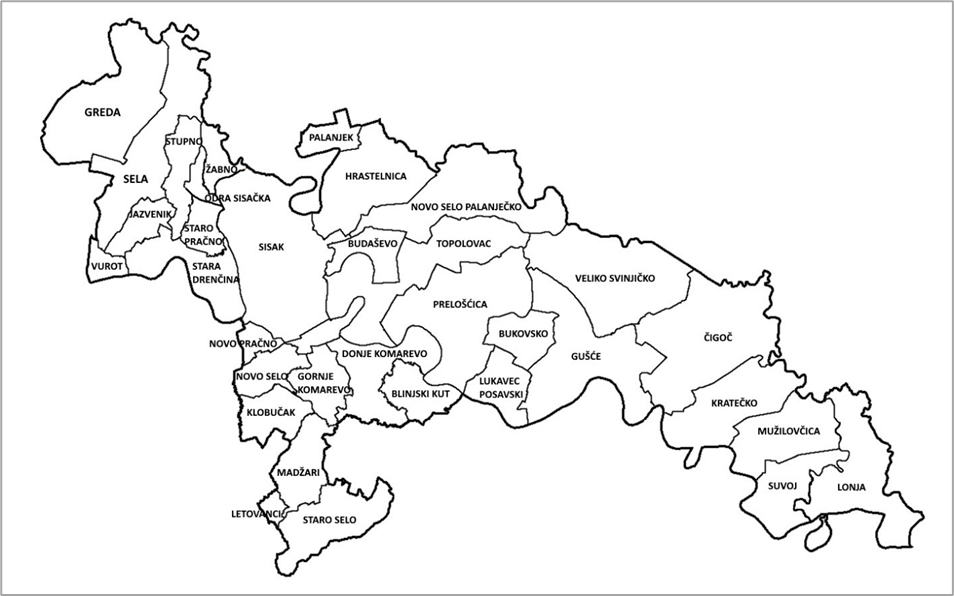 GREDA
STUPNO
PALANJEK
ŽABNO
SELA
HRASTELNICA
ODRA SISAČKA
NOVO SELO PALANJEČKO
JAZVENIK
STARO
PRAČNO
SISAK
BUDAŠEVO
TOPOLOVAC
VUROT
STARA
DRENČINA
VELIKO SVINJIČKO
PRELOŠĆICA
BUKOVSKO
ČIGOČ
NOVO PRAČNO
DONJE KOMAREVO
GUŠĆE
NOVO SELO
GORNJE
KOMAREVO
LUKAVEC
POSAVSKI
BLINJSKI KUT
KRATEČKO
KLOBUČAK
MUŽILOVČICA
MADŽARI
SUVOJ
LONJA
LETOVANCI
STARO SELO